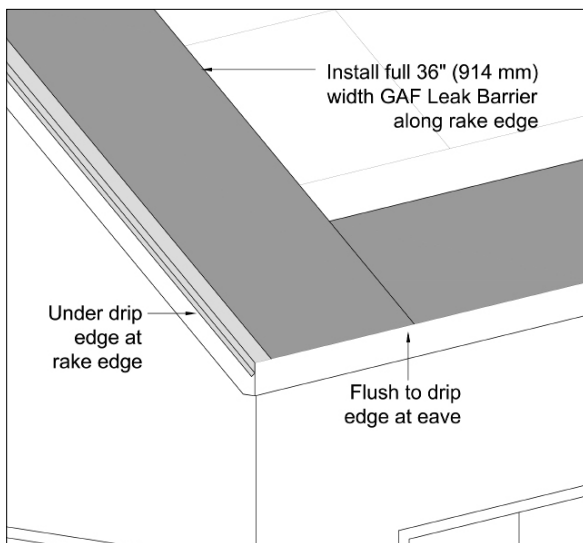 Install full 36" (914 mm)
width GAF Leak Barrier
along rake edge
Under drip
edge at
rake edge
Flush to drip
edge at eave